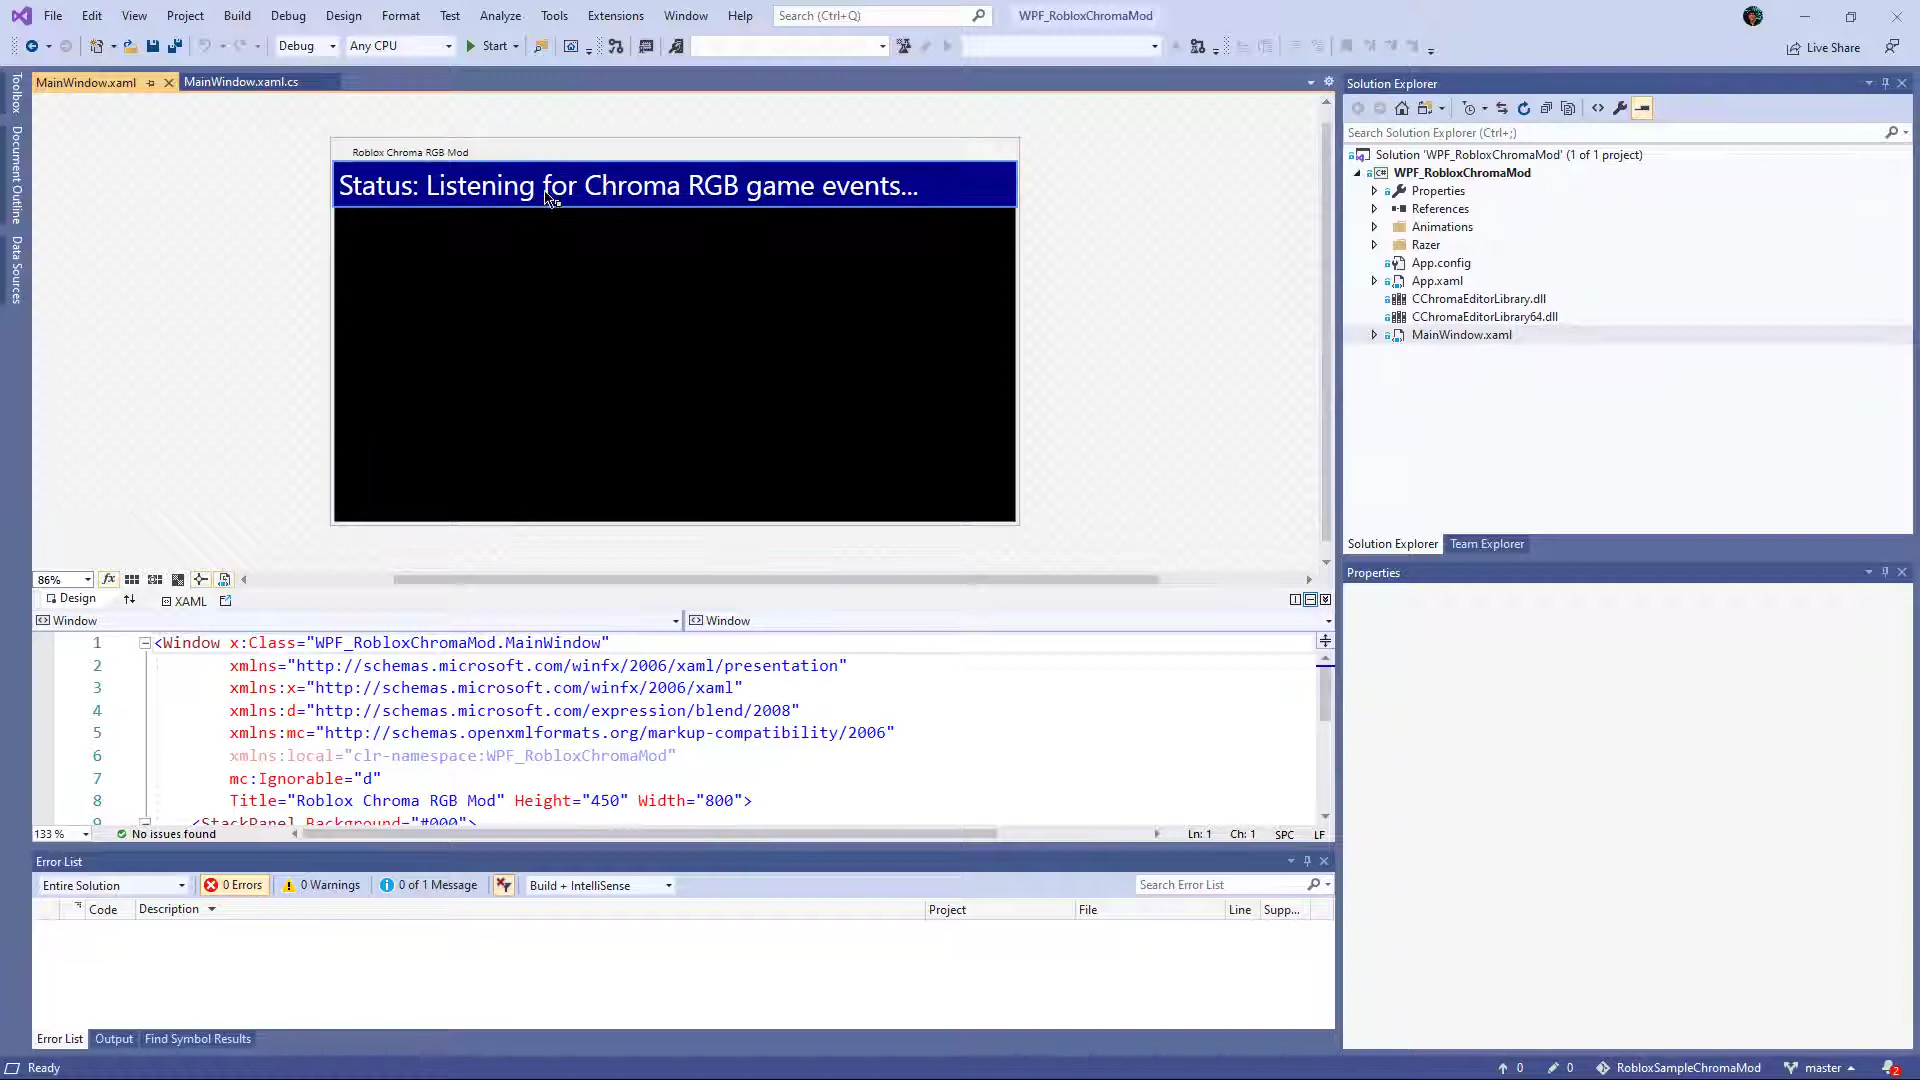 File Edit View Project Build Debug Design Format Test Analyze Tools Extensions Window Help Search (Ctrl+Q) WPF_RobloxChromaMod
Debug Any CPU Start Live Share
Toolbox
Document Outline
Data Sources
MainWindow.xaml MainWindow.xaml.cs
Roblox Chroma RGB Mod
Status: Listening for Chroma RGB game events...
86%
Design XAML
Window Window
1 <Window x:Class="WPF_RobloxChromaMod.MainWindow"
2 xmlns="http://schemas.microsoft.com/winfx/2006/xaml/presentation"
3 xmlns:x="http://schemas.microsoft.com/winfx/2006/xaml"
4 xmlns:d="http://schemas.microsoft.com/expression/blend/2008"
5 xmlns:mc="http://schemas.openxmlformats.org/markup-compatibility/2006"
6 xmlns:local="clr-namespace:WPF_RobloxChromaMod"
7 mc:Ignorable="d"
8 Title="Roblox Chroma RGB Mod" Height="450" Width="800">
9 <StackPanel Background="#000">
133 % No issues found Ln: 1 Ch: 1 SPC LF
Error List
Entire Solution 0 Errors 0 Warnings 0 of 1 Message Build + IntelliSense Search Error List
Code Description Project File Line Supp...
Error List Output Find Symbol Results
Solution Explorer
Search Solution Explorer (Ctrl+;)
Solution 'WPF_RobloxChromaMod' (1 of 1 project)
WPF_RobloxChromaMod
Properties
References
Animations
Razer
App.config
App.xaml
CChromaEditorLibrary.dll
CChromaEditorLibrary64.dll
MainWindow.xaml
Solution Explorer Team Explorer
Properties
Ready 0 0 RobloxSampleChromaMod master 2